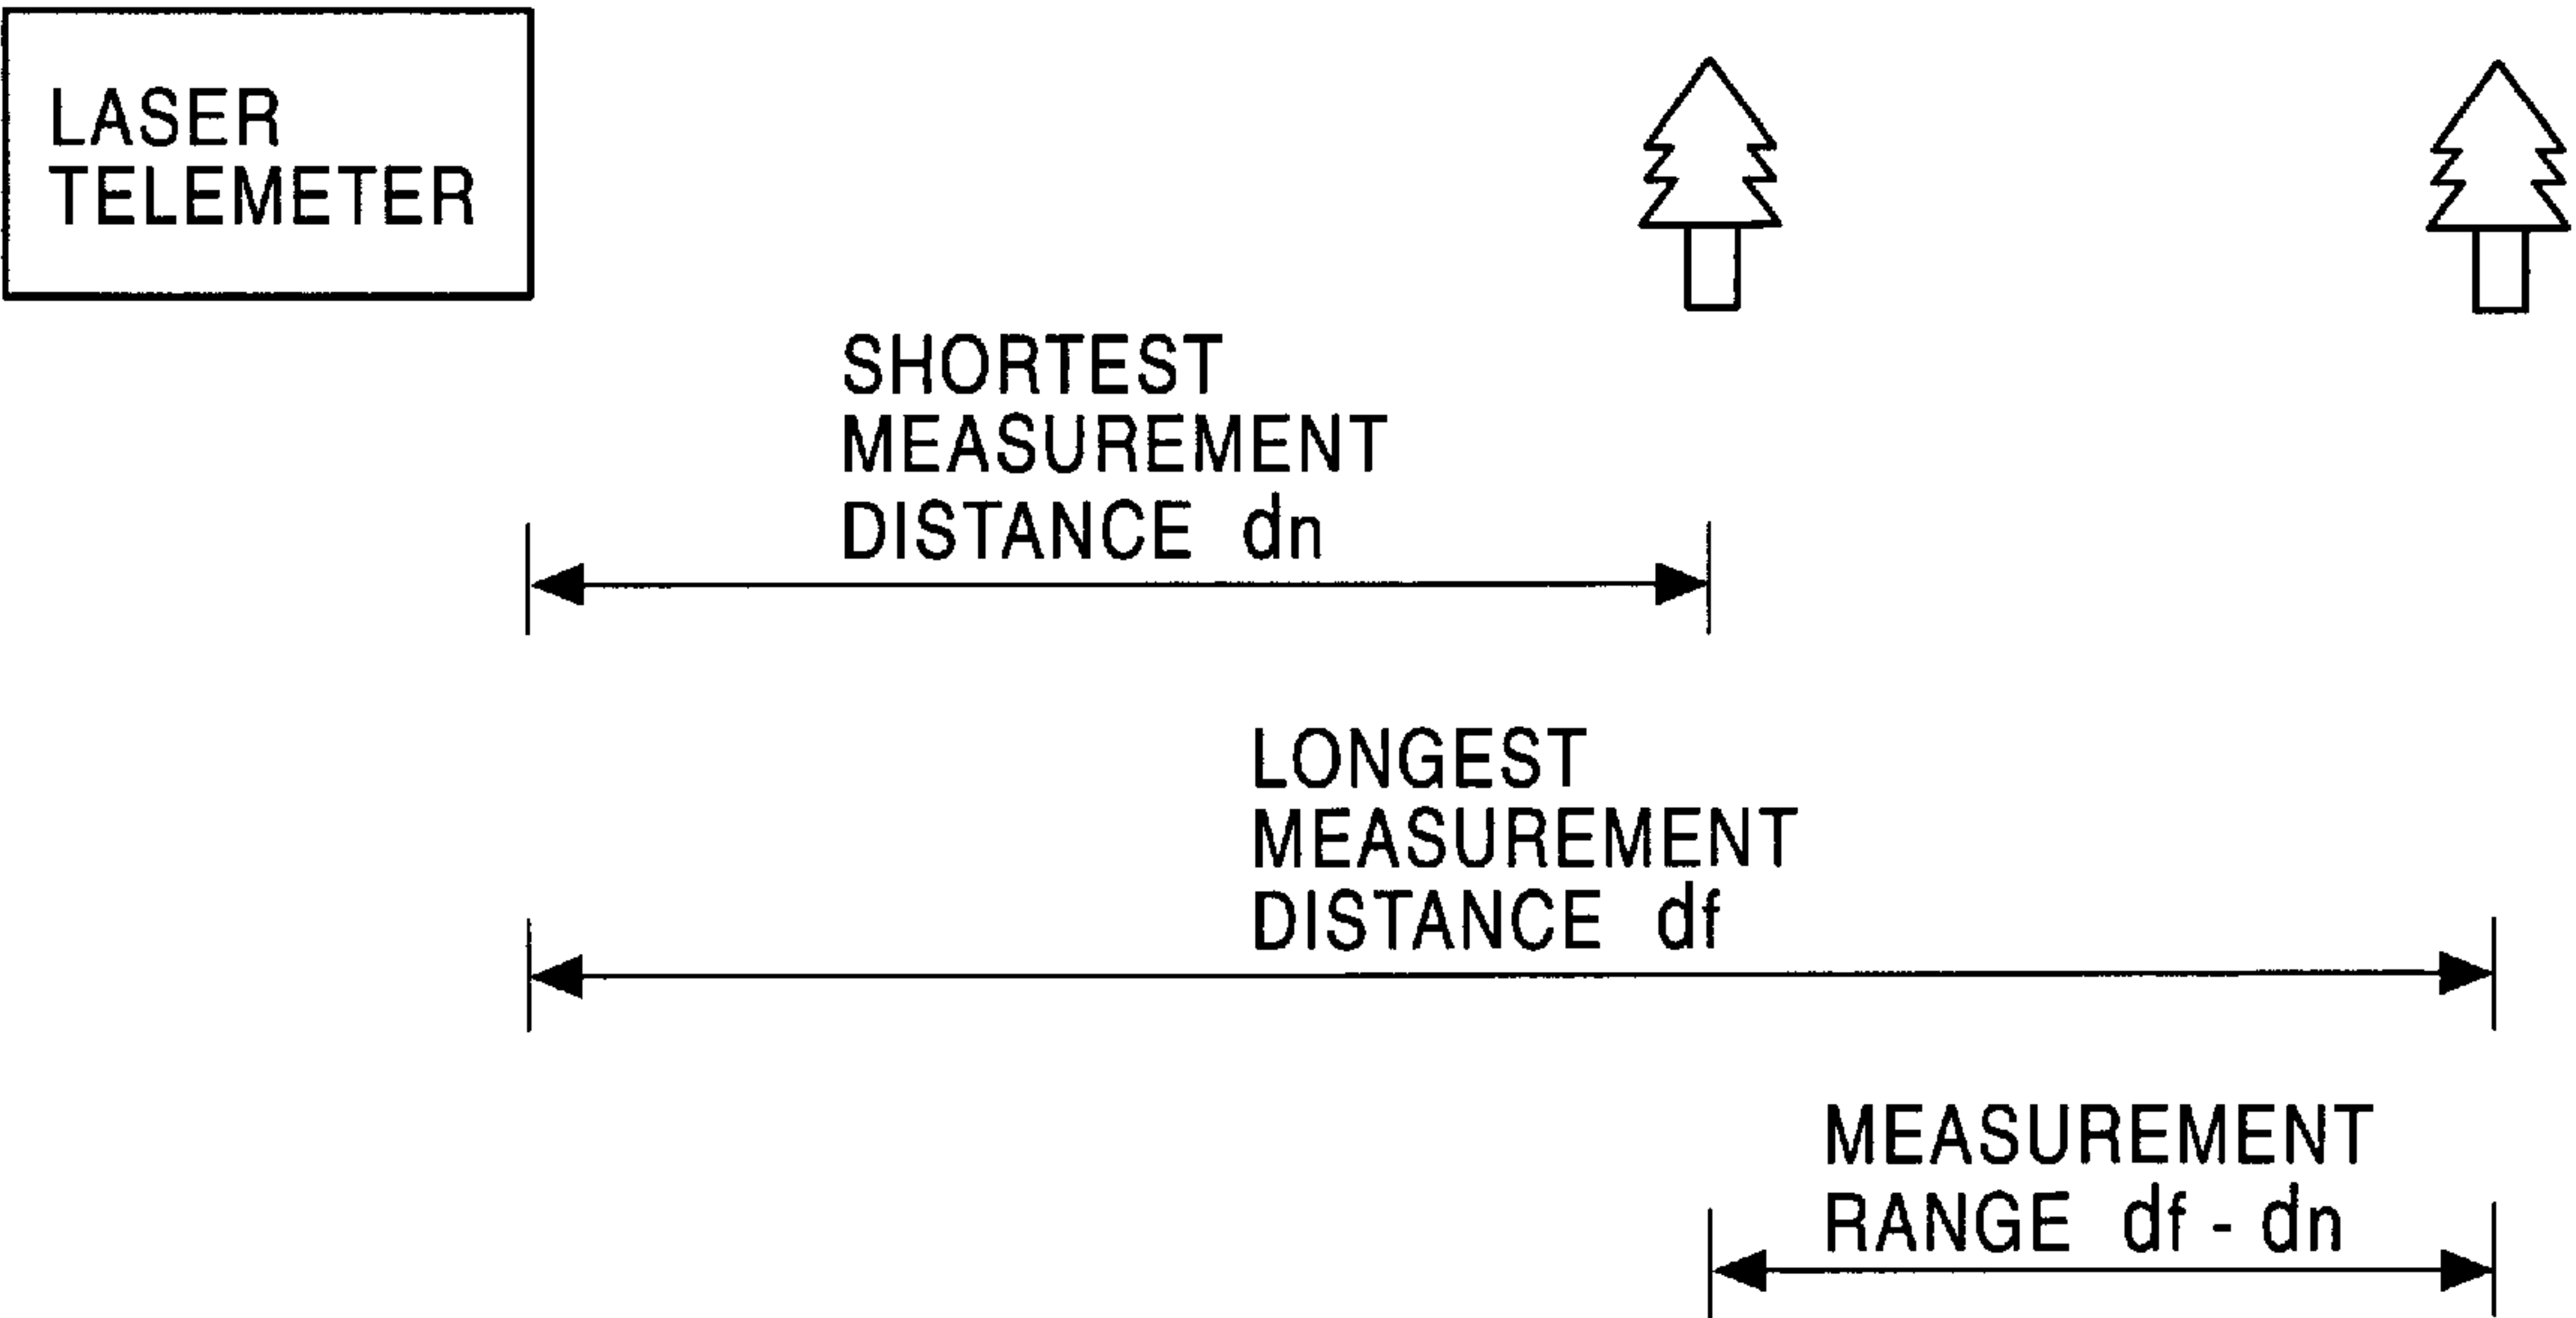 LASER
TELEMETER
SHORTEST
MEASUREMENT
DISTANCE dn
LONGEST
MEASUREMENT
DISTANCE df
MEASUREMENT
RANGE df - dn